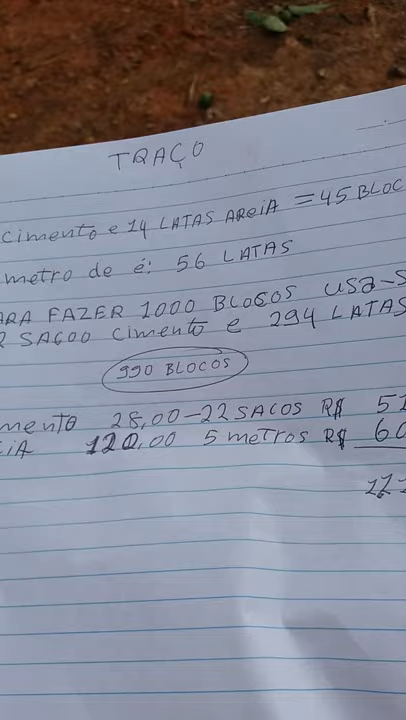 TRAÇO
cimento e 14 LATAS AREIA = 45 BLOC
metro de é: 56 LATAS
ARA FAZER 1000 BLOCOS USA-S
SACOO cimento e 294 LATAS
990 BLOCOS
mento 28,00-22 SACOS R$ 51
IA 120,00 5 metros R$ 60